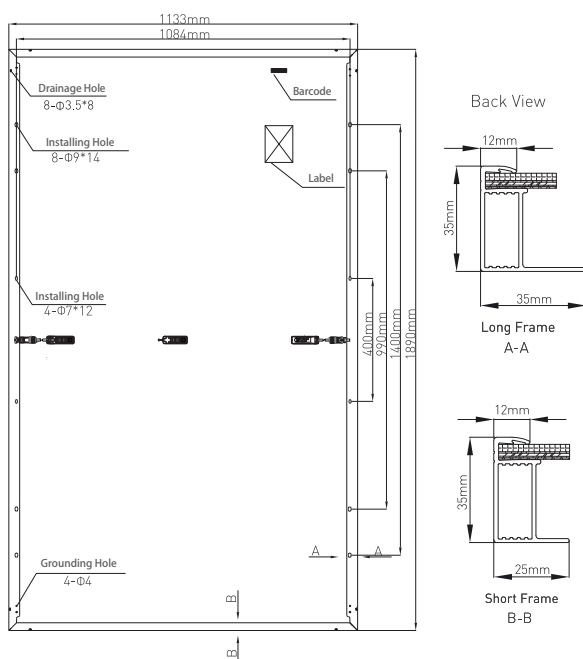 1133mm
1084mm
Drainage Hole
8-Φ3.5*8
Barcode
Installing Hole
8-Φ9*14
Label
Installing Hole
4-Φ7*12
400mm
990mm
1400mm
1890mm
A
A
Grounding Hole
4-Φ4
B
B
Back View
12mm
35mm
35mm
Long Frame
A-A
12mm
35mm
25mm
Short Frame
B-B